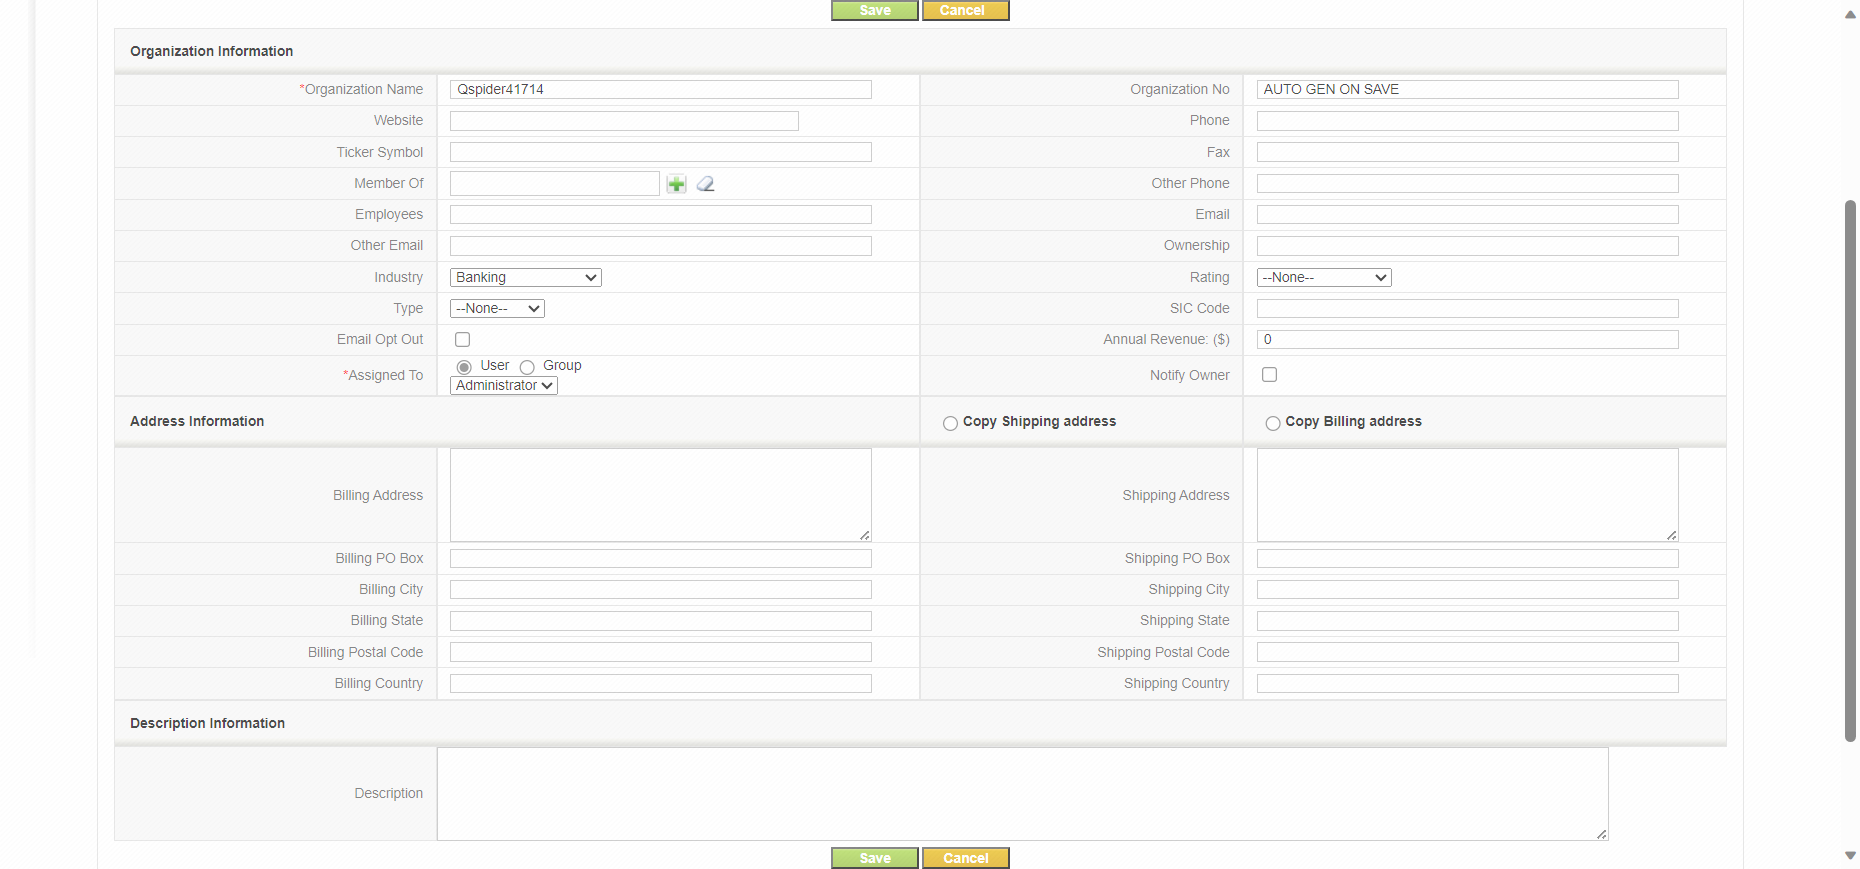 Save Cancel
Organization Information
*Organization Name Qspider41714 Organization No AUTO GEN ON SAVE
Website Phone
Ticker Symbol Fax
Member Of Other Phone
Employees Email
Other Email Ownership
Industry Banking Rating --None--
Type --None-- SIC Code
Email Opt Out Annual Revenue: ($) 0
*Assigned To User Group Administrator Notify Owner
Address Information Copy Shipping address Copy Billing address
Billing Address Shipping Address
Billing PO Box Shipping PO Box
Billing City Shipping City
Billing State Shipping State
Billing Postal Code Shipping Postal Code
Billing Country Shipping Country
Description Information
Description
Save Cancel